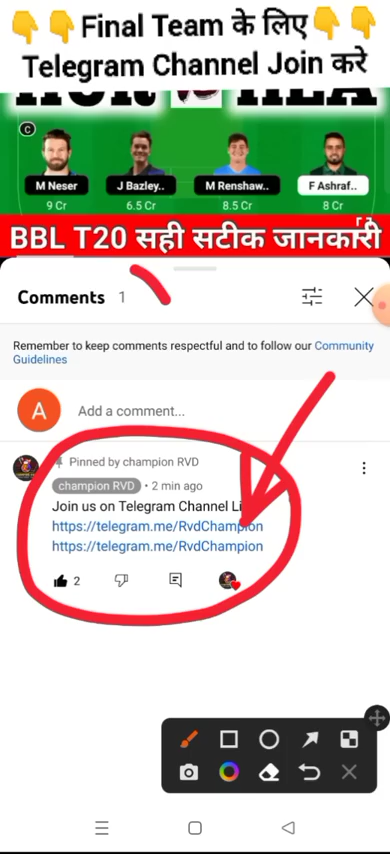 👇👇Final Team के लिए👇👇
Telegram Channel Join करे
C
M Neser
J Bazley..
M Renshaw..
F Ashraf..
9 Cr
6.5 Cr
8.5 Cr
8 Cr
BBL T20 सही सटीक जानकारी
Comments 1
Remember to keep comments respectful and to follow our Community
Guidelines
A
Add a comment...
Pinned by champion RVD
champion RVD • 2 min ago
Join us on Telegram Channel Li
https://telegram.me/RvdChampion
https://telegram.me/RvdChampion
2